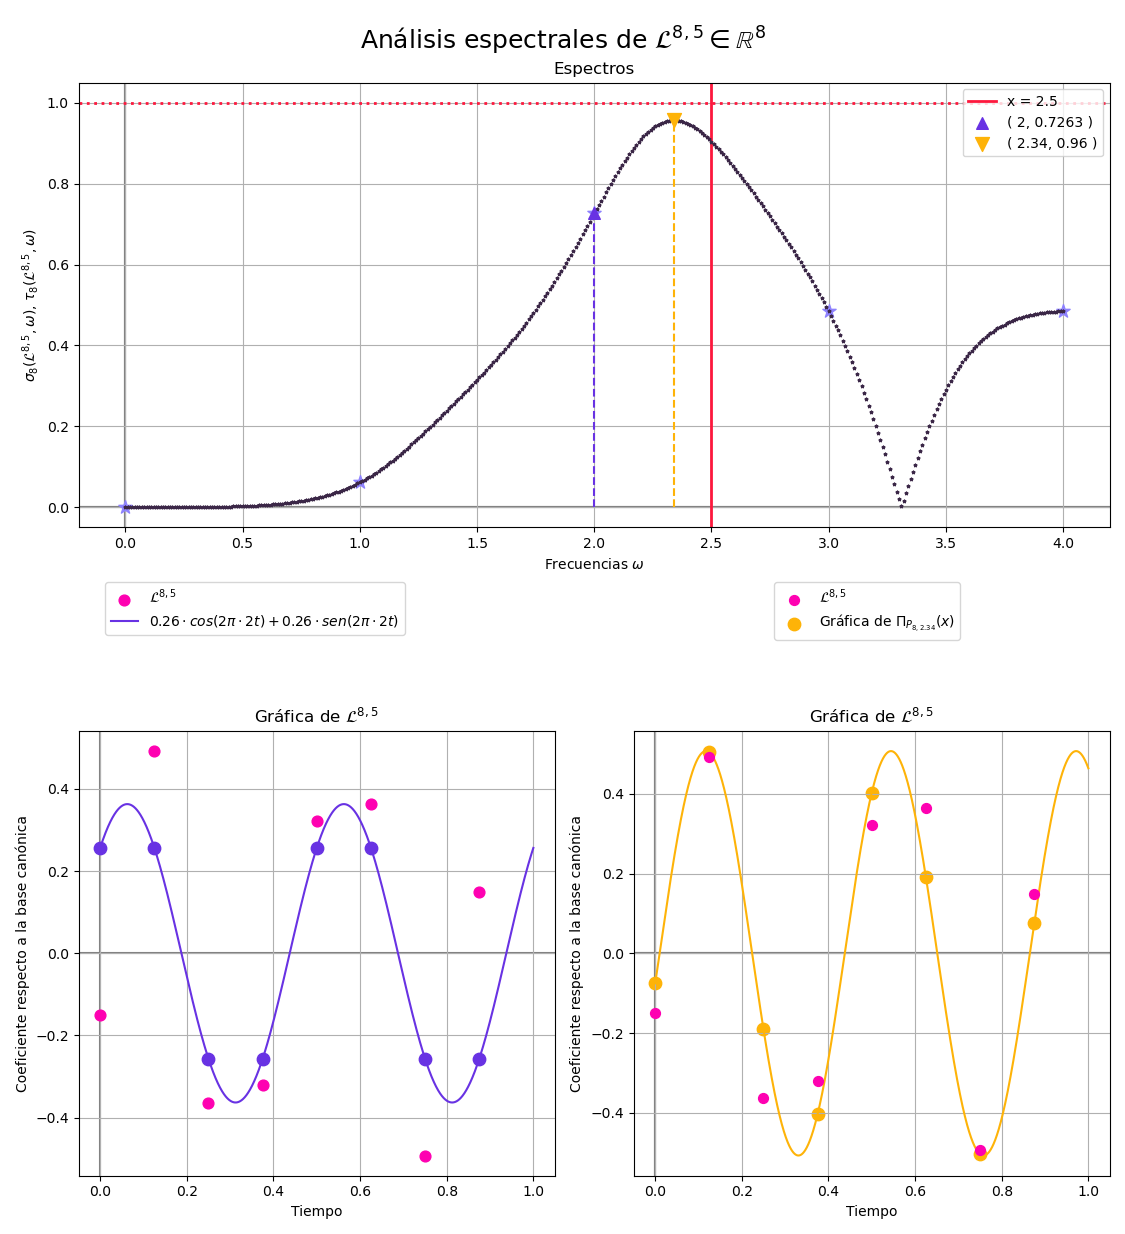 Análisis espectrales de $\mathcal{L}^{8,5} \in \mathbb{R}^8$
Espectros
1.0
0.8
0.6
0.4
0.2
0.0
$\sigma_8(\mathcal{L}^{8,5}, \omega), \tau_8(\mathcal{L}^{8,5}, \omega)$
x = 2.5
( 2, 0.7263 )
( 2.34, 0.96 )
0.0 0.5 1.0 1.5 2.0 2.5 3.0 3.5 4.0
Frecuencias $\omega$
$\mathcal{L}^{8,5}$
$0.26 \cdot cos(2\pi \cdot 2t) + 0.26 \cdot sen(2\pi \cdot 2t)$
$\mathcal{L}^{8,5}$
Gráfica de $\Pi_{P_{8,2.34}}(x)$
Gráfica de $\mathcal{L}^{8,5}$
Coeficiente respecto a la base canónica
0.4
0.2
0.0
−0.2
−0.4
0.0 0.2 0.4 0.6 0.8 1.0
Tiempo
Gráfica de $\mathcal{L}^{8,5}$
Coeficiente respecto a la base canónica
0.4
0.2
0.0
−0.2
−0.4
0.0 0.2 0.4 0.6 0.8 1.0
Tiempo